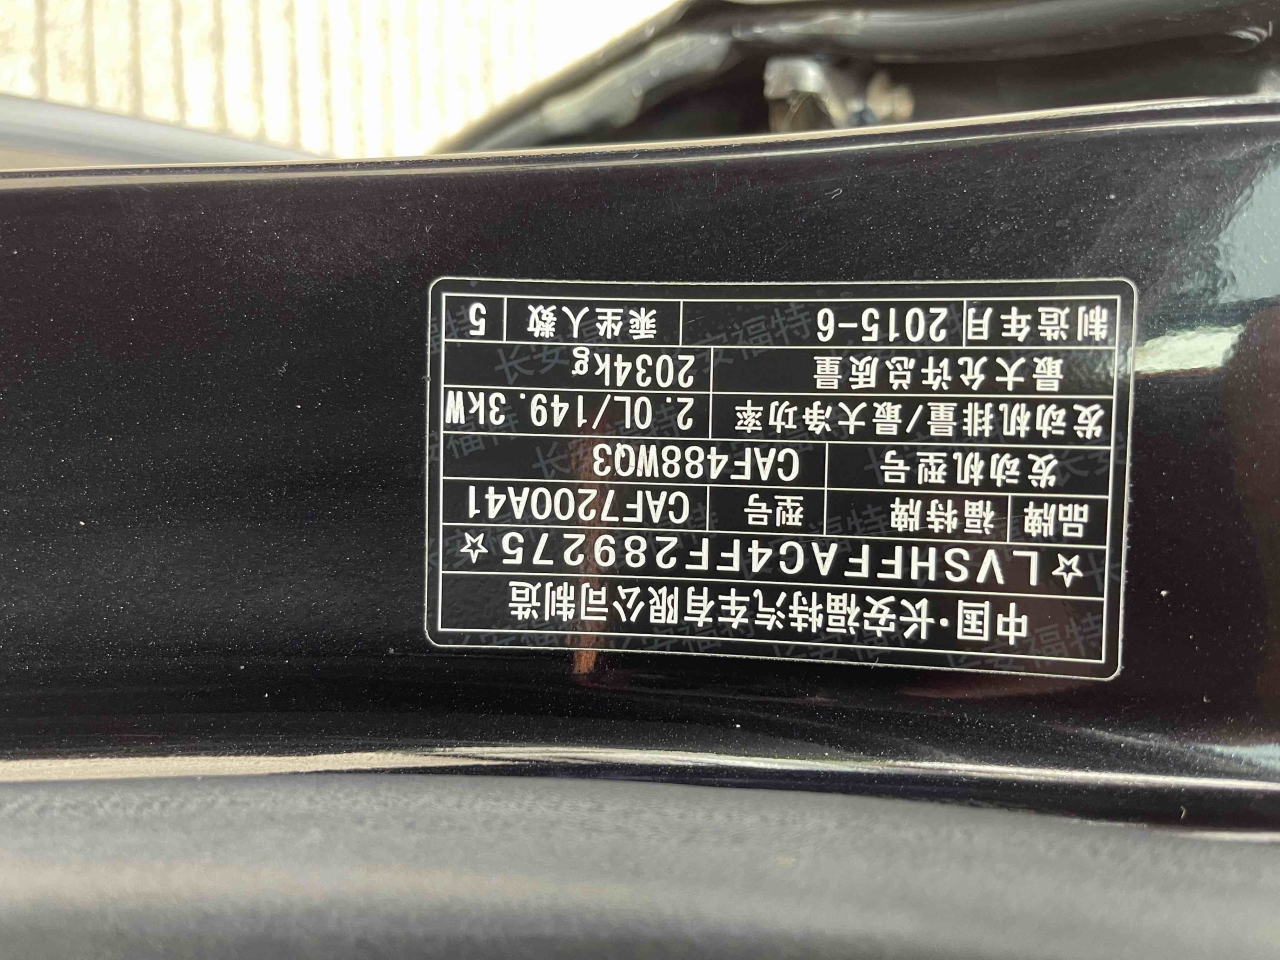 中国·长安福特汽车有限公司制造
☆LVSHFFAC4FF289275☆
品牌 福特牌 型号 CAF7200A41
发动机型号 CAF488WQ3
发动机排量/最大净功率 2.0L/149.3kW
最大允许总质量 2034kg
制造年月 2015-6 乘坐人数 5